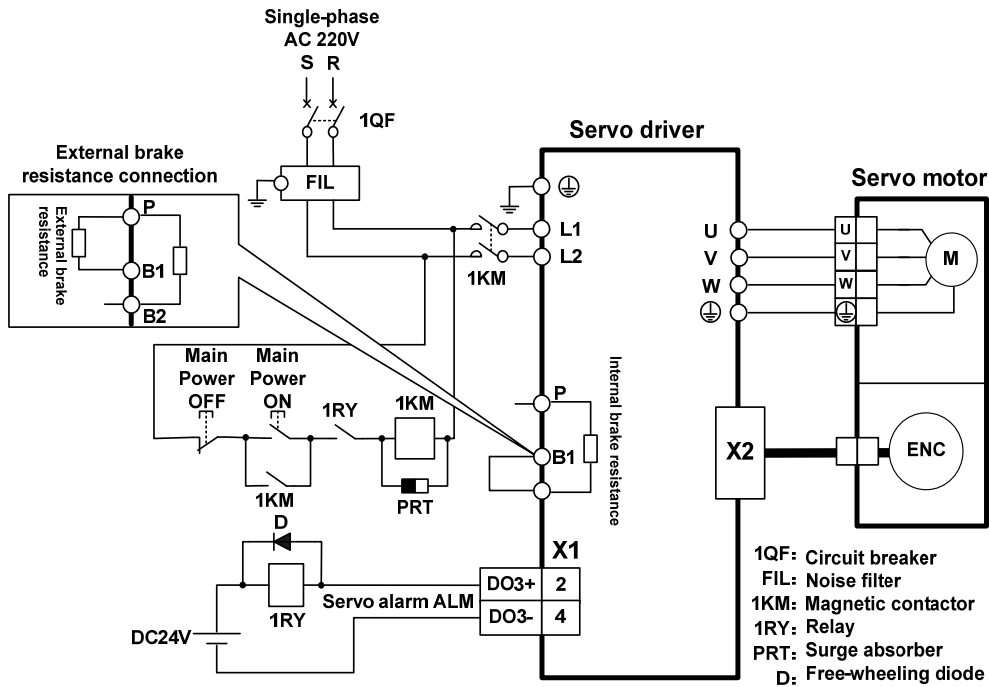 Single-phase
AC 220V
S R
1QF
Servo driver
External brake
resistance connection
FIL
Servo motor
P
External brake
resistance
B1
B2
L1
L2
1KM
U
V
W
U
V
W
M
Main
Power
OFF
Main
Power
ON
1RY
1KM
1KM
PRT
P
B1
Internal brake resistance
X2
ENC
D
1RY
Servo alarm ALM
DC24V
X1
DO3+ 2
DO3- 4
1QF: Circuit breaker
FIL: Noise filter
1KM: Magnetic contactor
1RY: Relay
PRT: Surge absorber
D: Free-wheeling diode